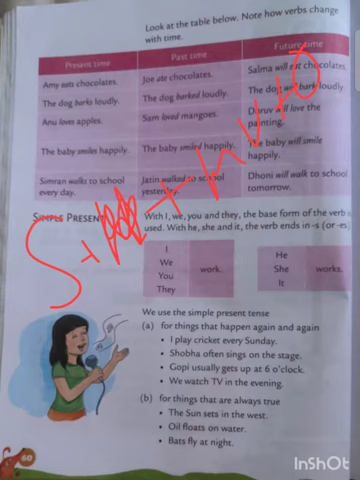 Look at the table below. Note how verbs change
with time.
Present time Past time Future time
Amy eats chocolates. Joe ate chocolates. Salma will eat chocolates.
The dog barks loudly. The dog barked loudly. The dog will bark loudly.
Anu loves apples. Sam loved mangoes. Dhruv will love the
painting.
The baby smiles happily. The baby smiled happily. The baby will smile
happily.
Simran walks to school Jatin walked to school Dhoni will walk to school
every day. yesterday. tomorrow.
SIMPLE PRESENT With I, we, you and they, the base form of the verb
used. With he, she and it, the verb ends in -s (or -es)
I
We
You
They
work.
He
She
It
works.
We use the simple present tense
(a) for things that happen again and again
• I play cricket every Sunday.
• Shobha often sings on the stage.
• Gopi usually gets up at 6 o'clock.
• We watch TV in the evening.
(b) for things that are always true
• The Sun sets in the west.
• Oil floats on water.
• Bats fly at night.
60
InShot